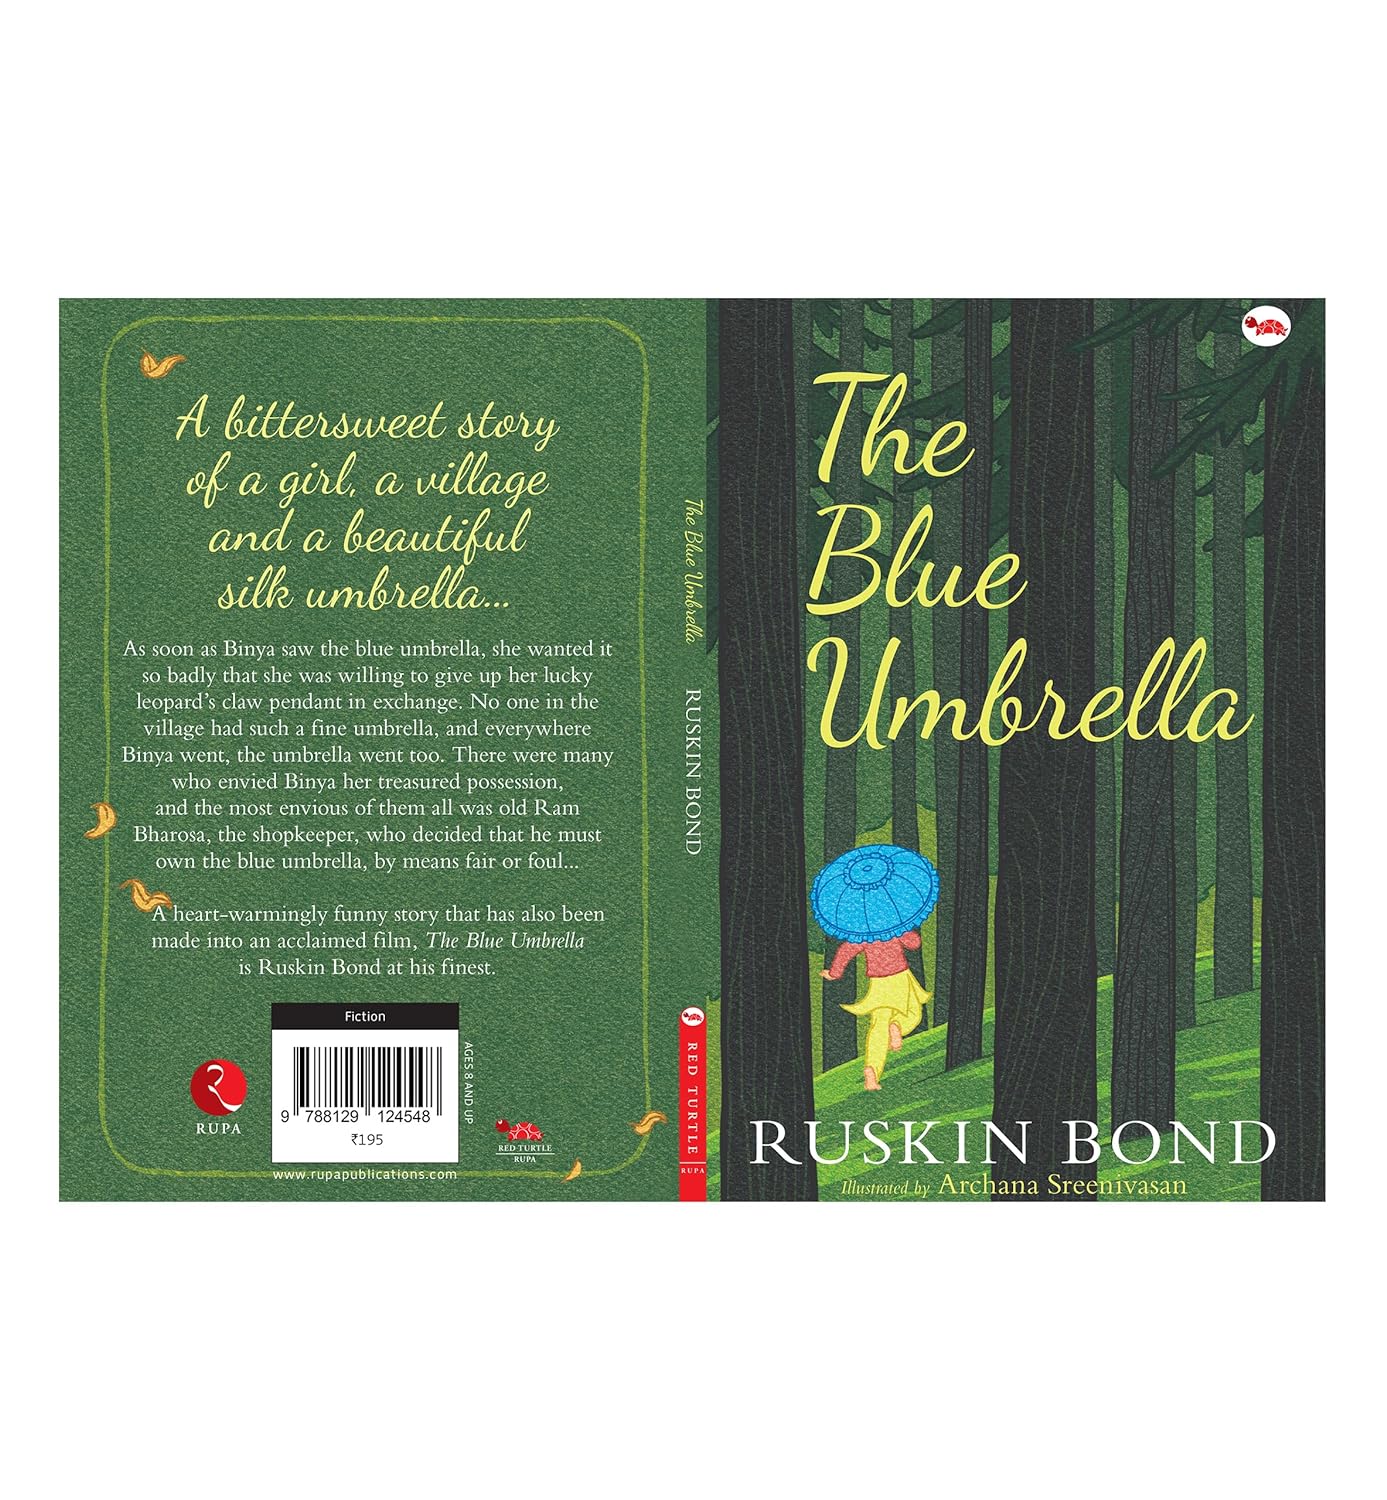 A bittersweet story
of a girl, a village
and a beautiful
silk umbrella...
As soon as Binya saw the blue umbrella, she wanted it
so badly that she was willing to give up her lucky
leopard's claw pendant in exchange. No one in the
village had such a fine umbrella, and everywhere
Binya went, the umbrella went too. There were many
who envied Binya her treasured possession,
and the most envious of them all was old Ram
Bharosa, the shopkeeper, who decided that he must
own the blue umbrella, by means fair or foul...
A heart-warmingly funny story that has also been
made into an acclaimed film, The Blue Umbrella
is Ruskin Bond at his finest.
Fiction
9 788129 124548
₹195
AGES 8 AND UP
RUPA
RED TURTLE
RUPA
www.rupapublications.com
The Blue Umbrella
RUSKIN BOND
RED TURTLE
RUPA
The
Blue
Umbrella
RUSKIN BOND
Illustrated by Archana Sreenivasan